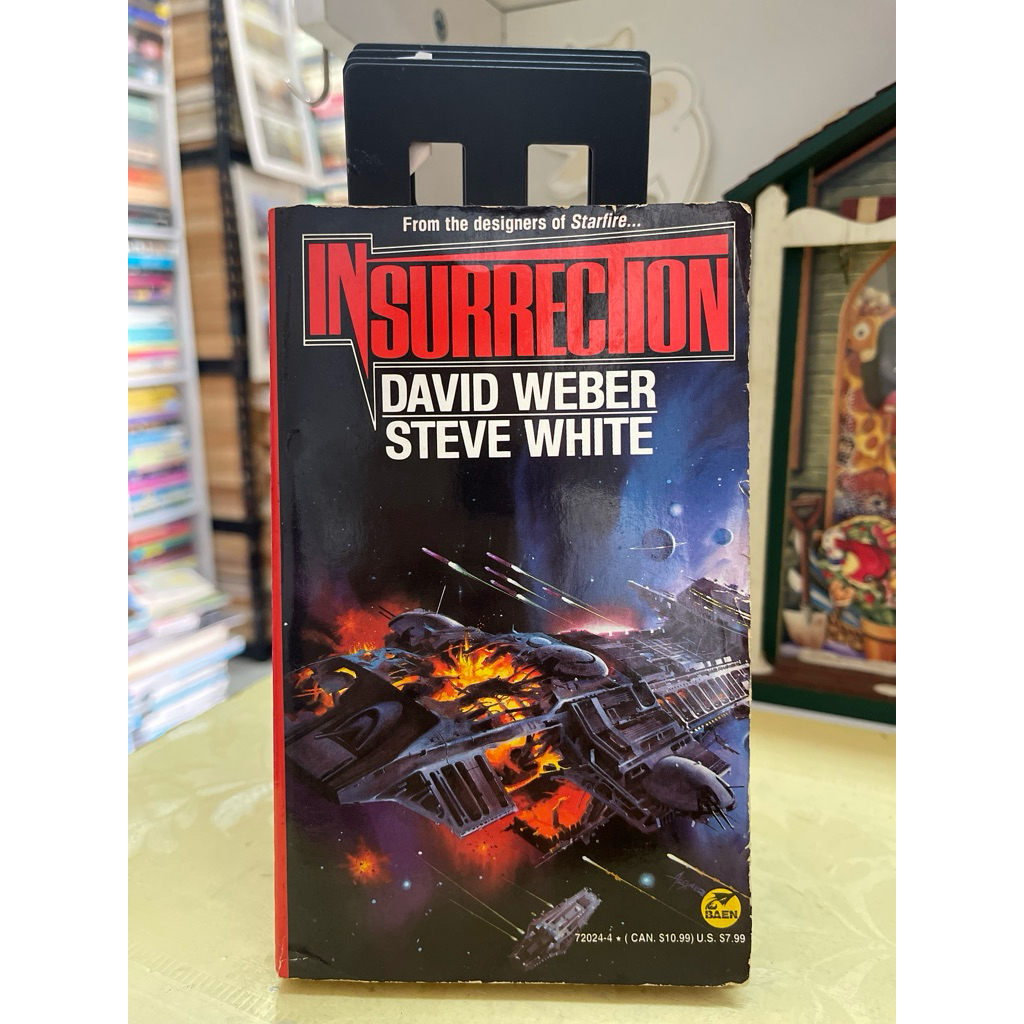 From the designers of Starfire...
INSURRECTION
DAVID WEBER
STEVE WHITE
BAEN
72024-4 ★ ( CAN. $10.99) U.S. $7.99